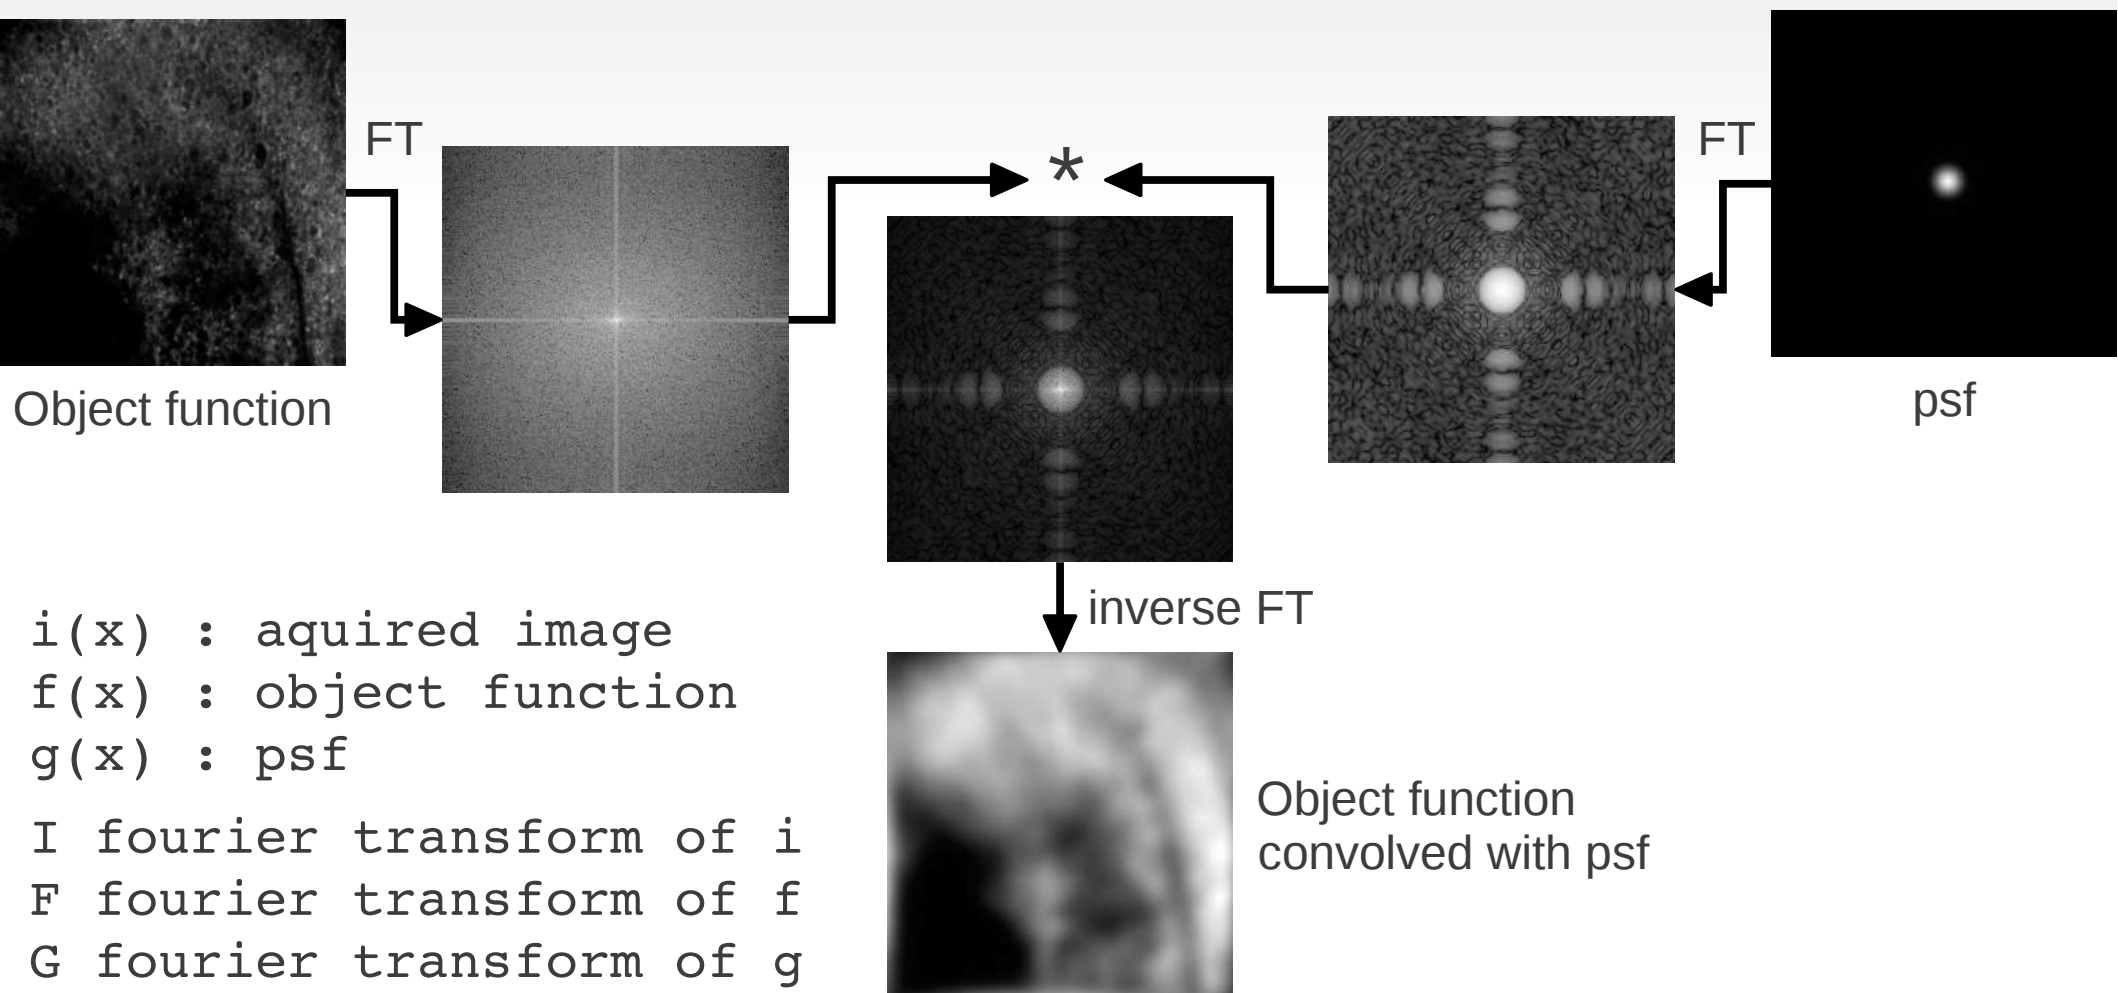 FT
*
FT
Object function
psf
inverse FT
i(x) : aquired image
f(x) : object function
g(x) : psf
Object function
convolved with psf
I fourier transform of i
F fourier transform of f
G fourier transform of g